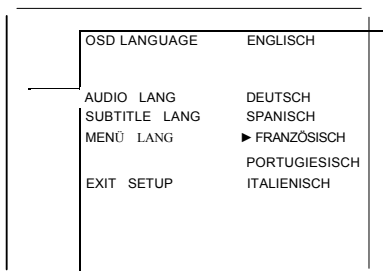 OSD LANGUAGE ENGLISCH
AUDIO LANG DEUTSCH
SUBTITLE LANG SPANISCH
MENÜ LANG ► FRANZÖSISCH
PORTUGIESISCH
EXIT SETUP ITALIENISCH